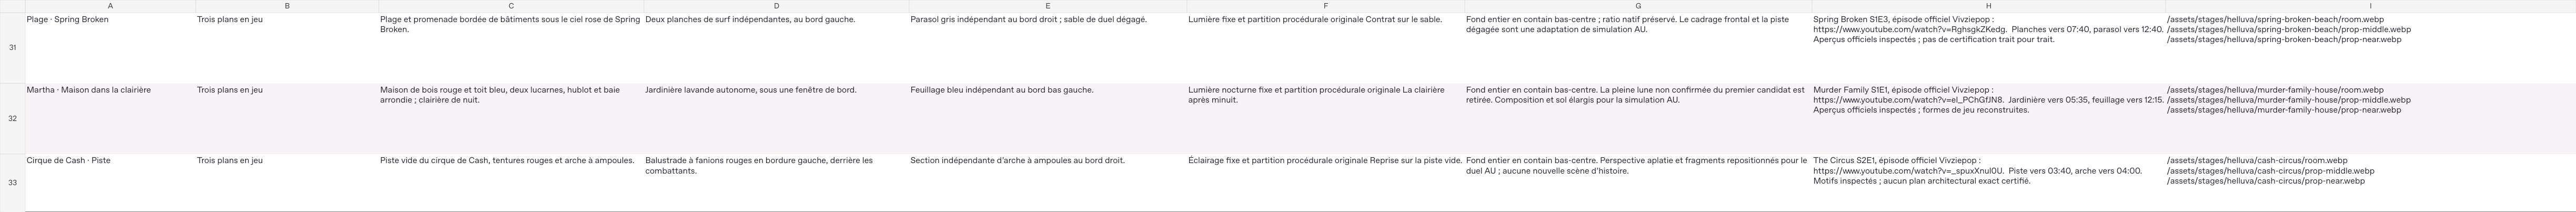 A B C D E F G H I
31
Plage · Spring Broken
Trois plans en jeu
Plage et promenade bordée de bâtiments sous le ciel rose de Spring
Broken.
Deux planches de surf indépendantes, au bord gauche.
Parasol gris indépendant au bord droit ; sable de duel dégagé.
Lumière fixe et partition procédurale originale Contrat sur le sable.
Fond entier en contain bas-centre ; ratio natif préservé. Le cadrage frontal et la piste
dégagée sont une adaptation de simulation AU.
Spring Broken S1E3, épisode officiel Vivziepop :
https://www.youtube.com/watch?v=RghsgkZKedg. Planches vers 07:40, parasol vers 12:40.
Aperçus officiels inspectés ; pas de certification trait pour trait.
/assets/stages/helluva/spring-broken-beach/room.webp
/assets/stages/helluva/spring-broken-beach/prop-middle.webp
/assets/stages/helluva/spring-broken-beach/prop-near.webp
32
Martha · Maison dans la clairière
Trois plans en jeu
Maison de bois rouge et toit bleu, deux lucarnes, hublot et baie
arrondie ; clairière de nuit.
Jardinière lavande autonome, sous une fenêtre de bord.
Feuillage bleu indépendant au bord bas gauche.
Lumière nocturne fixe et partition procédurale originale La clairière
après minuit.
Fond entier en contain bas-centre. La pleine lune non confirmée du premier candidat est
retirée. Composition et sol élargis pour la simulation AU.
Murder Family S1E1, épisode officiel Vivziepop :
https://www.youtube.com/watch?v=el_PChGfJN8. Jardinière vers 05:35, feuillage vers 12:15.
Aperçus officiels inspectés ; formes de jeu reconstruites.
/assets/stages/helluva/murder-family-house/room.webp
/assets/stages/helluva/murder-family-house/prop-middle.webp
/assets/stages/helluva/murder-family-house/prop-near.webp
33
Cirque de Cash · Piste
Trois plans en jeu
Piste vide du cirque de Cash, tentures rouges et arche à ampoules.
Balustrade à fanions rouges en bordure gauche, derrière les
combattants.
Section indépendante d’arche à ampoules au bord droit.
Éclairage fixe et partition procédurale originale Reprise sur la piste vide.
Fond entier en contain bas-centre. Perspective aplatie et fragments repositionnés pour le
duel AU ; aucune nouvelle scène d’histoire.
The Circus S2E1, épisode officiel Vivziepop :
https://www.youtube.com/watch?v=_spuxXnul0U. Piste vers 03:40, arche vers 04:00.
Motifs inspectés ; aucun plan architectural exact certifié.
/assets/stages/helluva/cash-circus/room.webp
/assets/stages/helluva/cash-circus/prop-middle.webp
/assets/stages/helluva/cash-circus/prop-near.webp